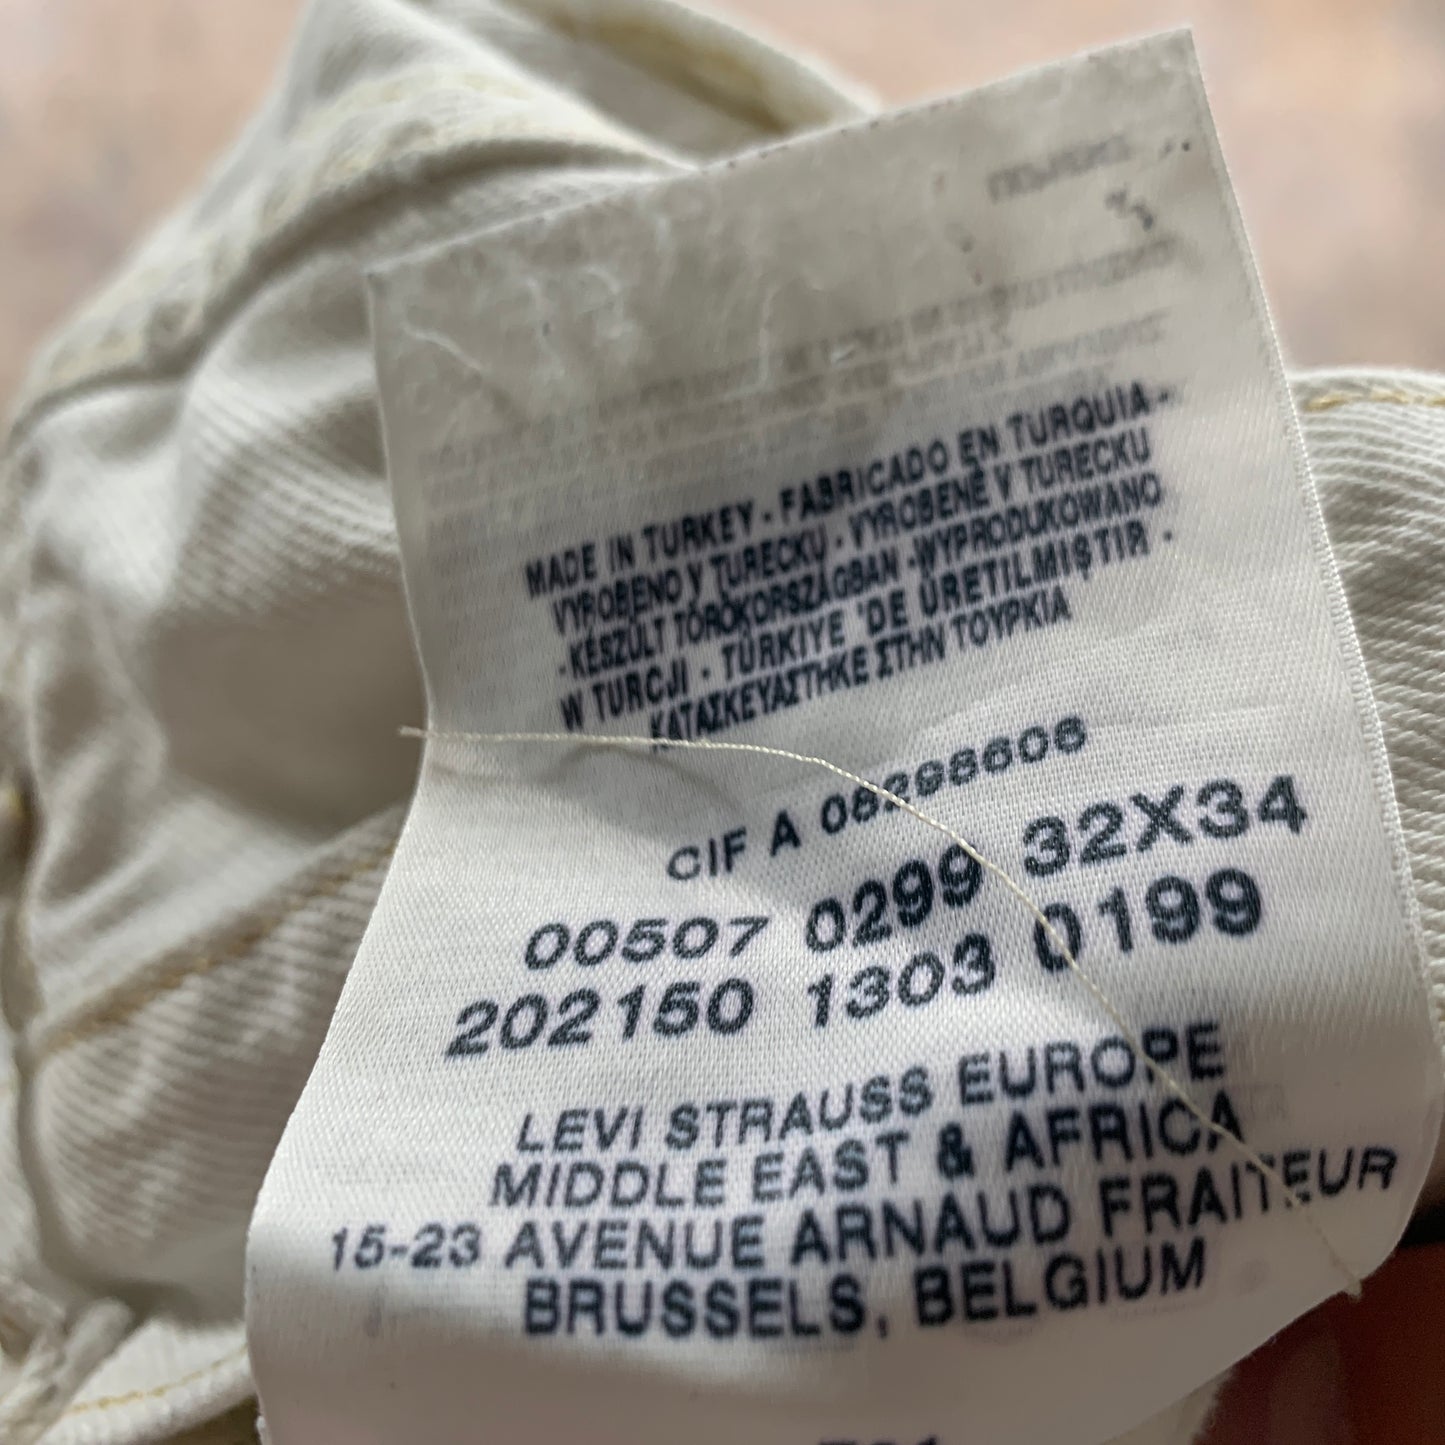 MADE IN TURKEY - FABRICADO EN TURQUIA -
VYROBENO V TURECKU - VYROBENÉ V TURECKU
- KÉSZÜLT TÖRÖKORSZÁGBAN - WYPRODUKOWANO
W TURCJI - TÜRKIYE 'DE ÜRETILMIŞTIR -
ΚΑΤΑΣΚΕΥΑΣΤΗΚΕ ΣΤΗΝ ΤΟΥΡΚΙΑ
CIF A 08298606
00507 0299 32X34
202150 1303 0199
LEVI STRAUSS EUROPE
MIDDLE EAST & AFRICA
15-23 AVENUE ARNAUD FRAITEUR
BRUSSELS, BELGIUM